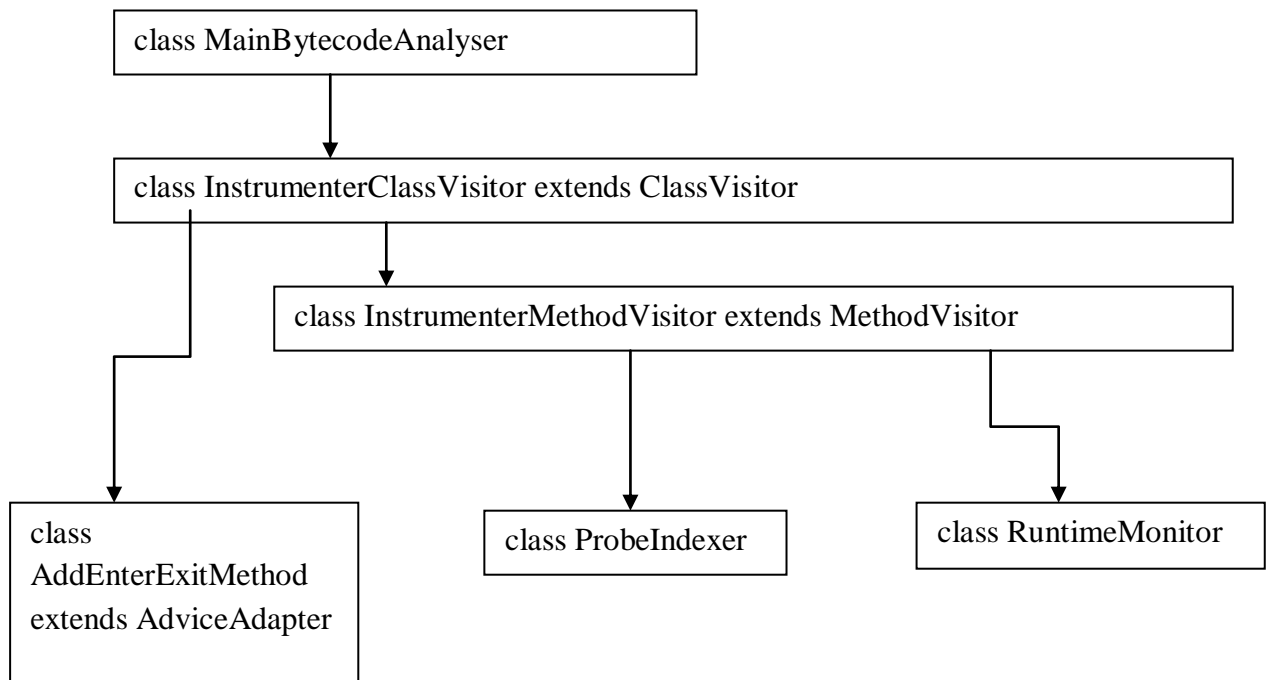 class MainBytecodeAnalyser
class InstrumenterClassVisitor extends ClassVisitor
class InstrumenterMethodVisitor extends MethodVisitor
class
AddEnterExitMethod
extends AdviceAdapter
class ProbeIndexer
class RuntimeMonitor